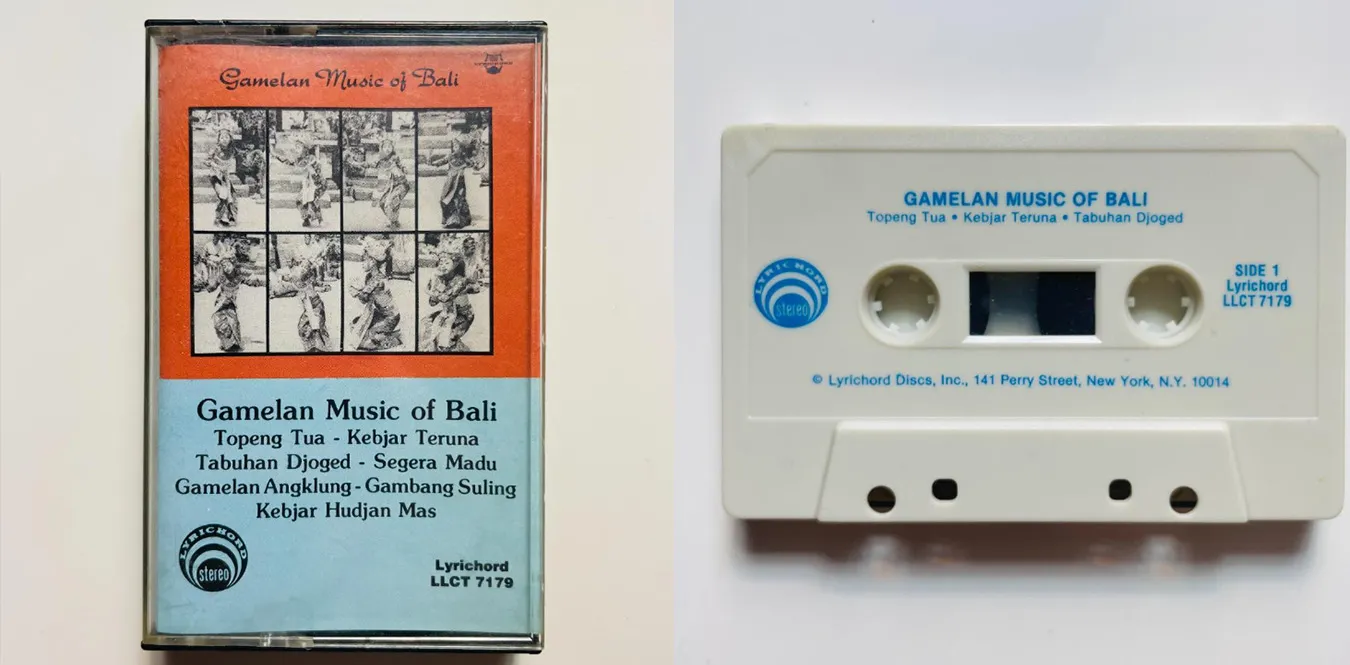 Gamelan Music of Bali
Gamelan Music of Bali
Topeng Tua - Kebjar Teruna
Tabuhan Djoged - Segera Madu
Gamelan Angklung - Gambang Suling
Kebjar Hudjan Mas
LYRICHORD
stereo
Lyrichord
LLCT 7179
GAMELAN MUSIC OF BALI
Topeng Tua • Kebjar Teruna • Tabuhan Djoged
LYRICHORD
stereo
SIDE 1
Lyrichord
LLCT 7179
© Lyrichord Discs, Inc., 141 Perry Street, New York, N.Y. 10014